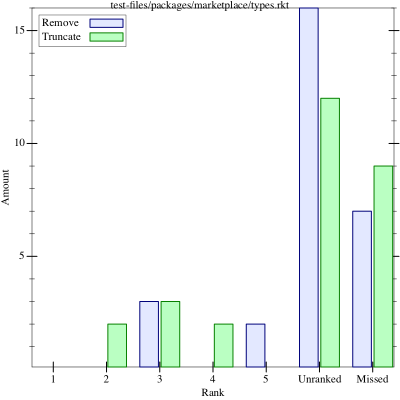 test-files/packages/marketplace/types.rkt
Remove
Truncate
15
10
5
Amount
1 2 3 4 5 Unranked Missed
Rank